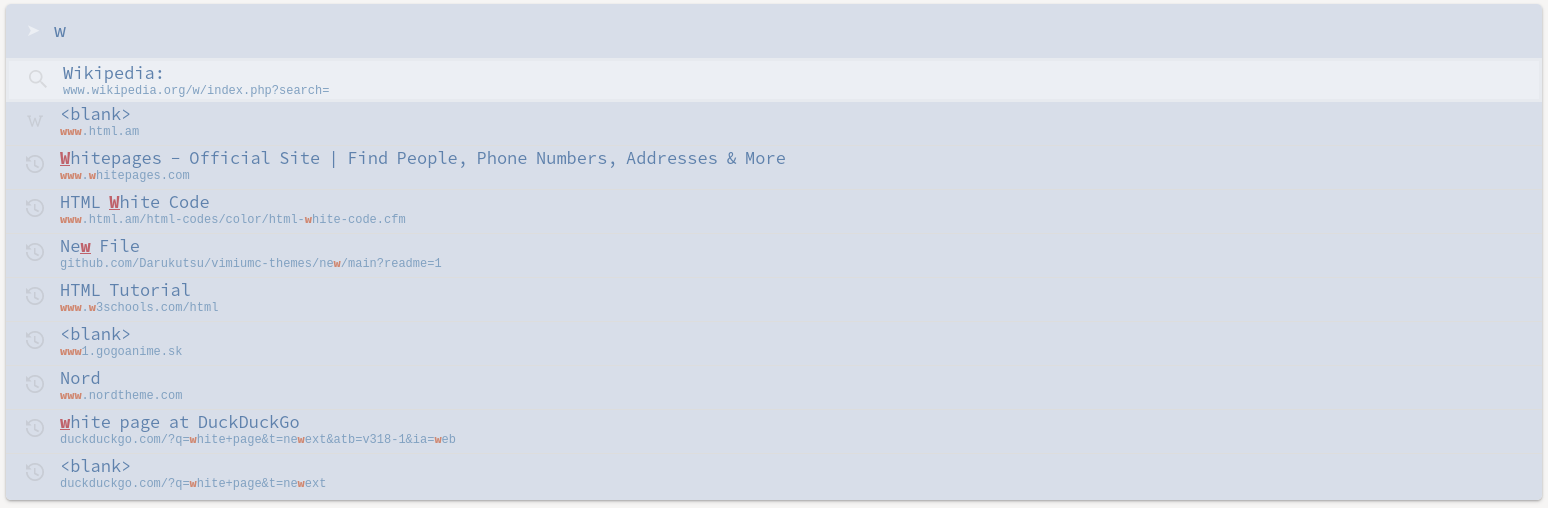 w
Wikipedia:
www.wikipedia.org/w/index.php?search=
<blank>
W
www.html.am
Whitepages - Official Site | Find People, Phone Numbers, Addresses & More
www.whitepages.com
HTML White Code
www.html.am/html-codes/color/html-white-code.cfm
New File
github.com/Darukutsu/vimiumc-themes/new/main?readme=1
HTML Tutorial
www.w3schools.com/html
<blank>
www1.gogoanime.sk
Nord
www.nordtheme.com
white page at DuckDuckGo
duckduckgo.com/?q=white+page&t=newext&atb=v318-1&ia=web
<blank>
duckduckgo.com/?q=white+page&t=newext